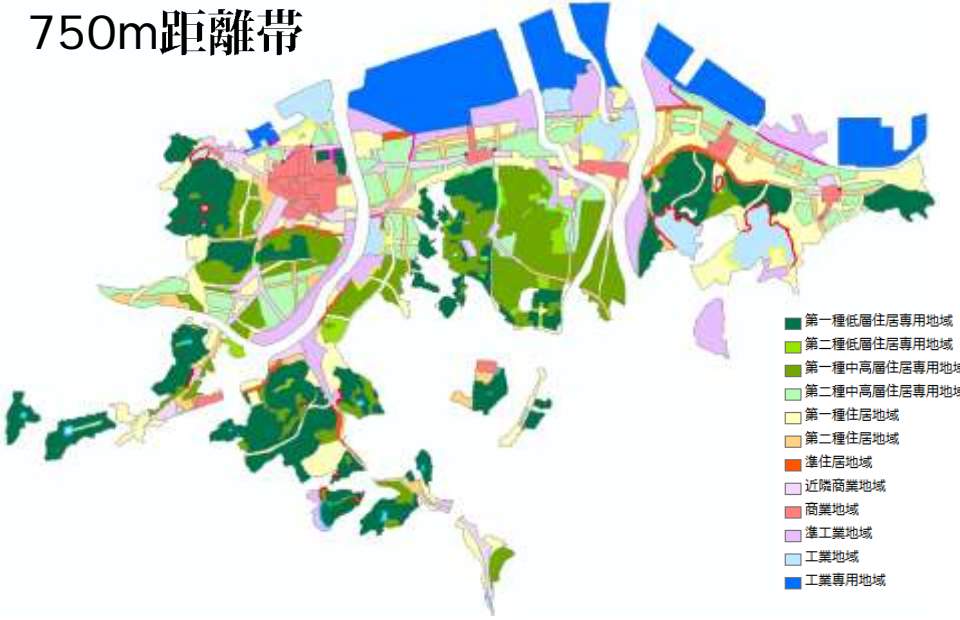 750m距離帯
第一種低層住居専用地域
第二種低層住居専用地域
第一種中高層住居専用地域
第二種中高層住居専用地域
第一種住居地域
第二種住居地域
準住居地域
近隣商業地域
商業地域
準工業地域
工業地域
工業専用地域